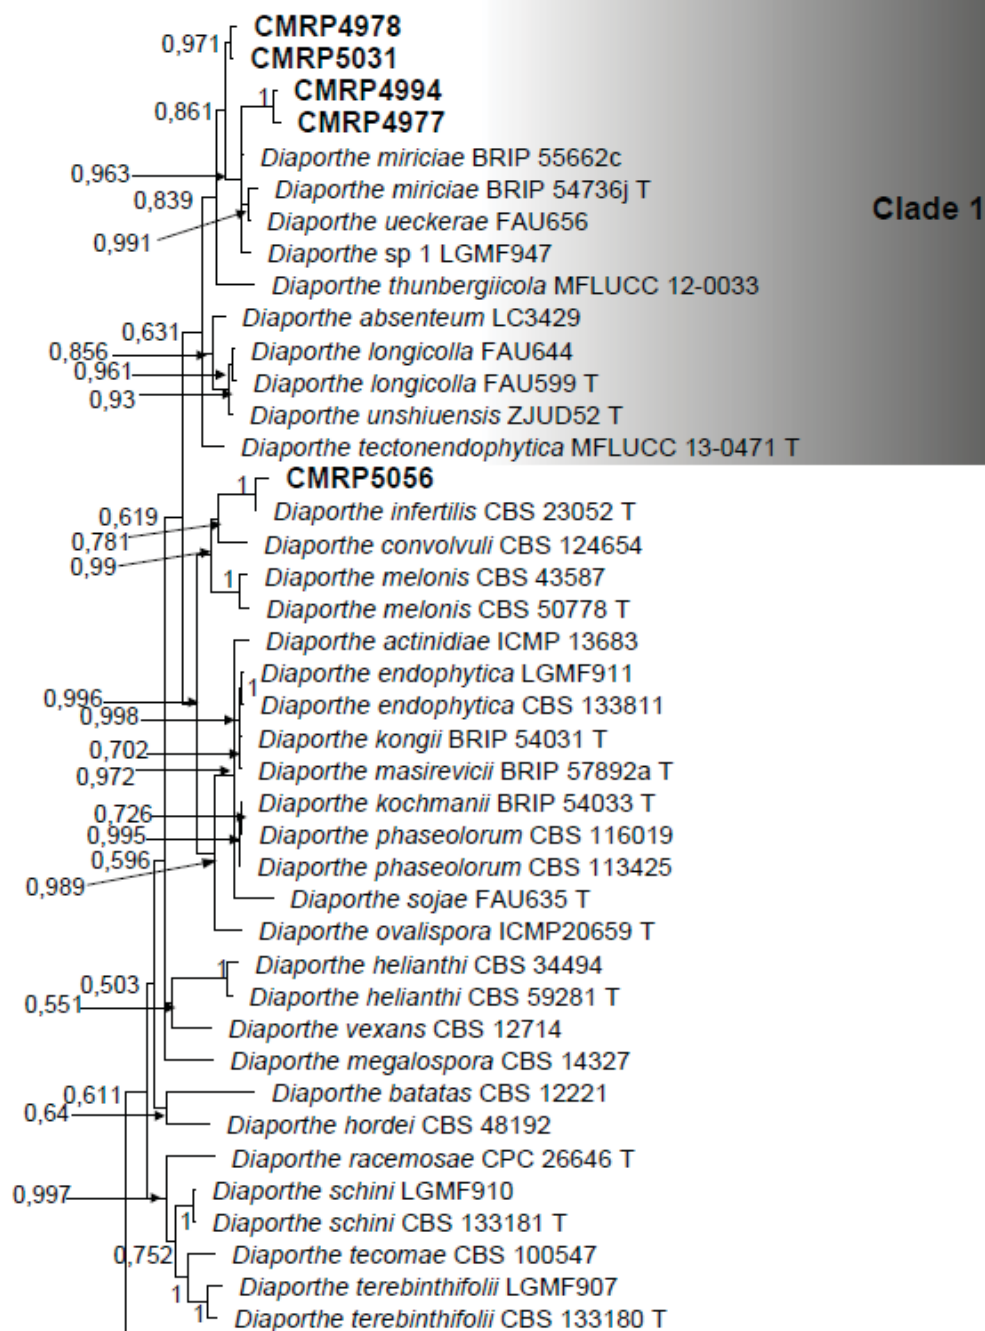 CMRP4978
0,971
CMRP5031
1
CMRP4994
0,861
CMRP4977
Diaporthe miriciae BRIP 55662c
0,963
Diaporthe miriciae BRIP 54736j T
0,839
Clade 1
Diaporthe ueckerae FAU656
0,991
Diaporthe sp 1 LGMF947
Diaporthe thunbergiicola MFLUCC 12-0033
Diaporthe absenteum LC3429
0,631
0,856
Diaporthe longicolla FAU644
0,961
Diaporthe longicolla FAU599 T
0,93
Diaporthe unshiuensis ZJUD52 T
Diaporthe tectonendophytica MFLUCC 13-0471 T
1
CMRP5056
0,619
Diaporthe infertilis CBS 23052 T
0,781
Diaporthe convolvuli CBS 124654
0,99
1
Diaporthe melonis CBS 43587
Diaporthe melonis CBS 50778 T
Diaporthe actinidiae ICMP 13683
Diaporthe endophytica LGMF911
1
0,996
Diaporthe endophytica CBS 133811
0,998
Diaporthe kongii BRIP 54031 T
0,702
Diaporthe masirevicii BRIP 57892a T
0,972
Diaporthe kochmanii BRIP 54033 T
0,726
Diaporthe phaseolorum CBS 116019
0,995
0,596
Diaporthe phaseolorum CBS 113425
0,989
Diaporthe sojae FAU635 T
Diaporthe ovalispora ICMP20659 T
1
Diaporthe helianthi CBS 34494
0,503
Diaporthe helianthi CBS 59281 T
0,551
Diaporthe vexans CBS 12714
Diaporthe megalospora CBS 14327
0,611
Diaporthe batatas CBS 12221
0,64
Diaporthe hordei CBS 48192
Diaporthe racemosae CPC 26646 T
0,997
Diaporthe schini LGMF910
1
Diaporthe schini CBS 133181 T
0,752
Diaporthe tecomae CBS 100547
1
Diaporthe terebinthifolii LGMF907
1
Diaporthe terebinthifolii CBS 133180 T